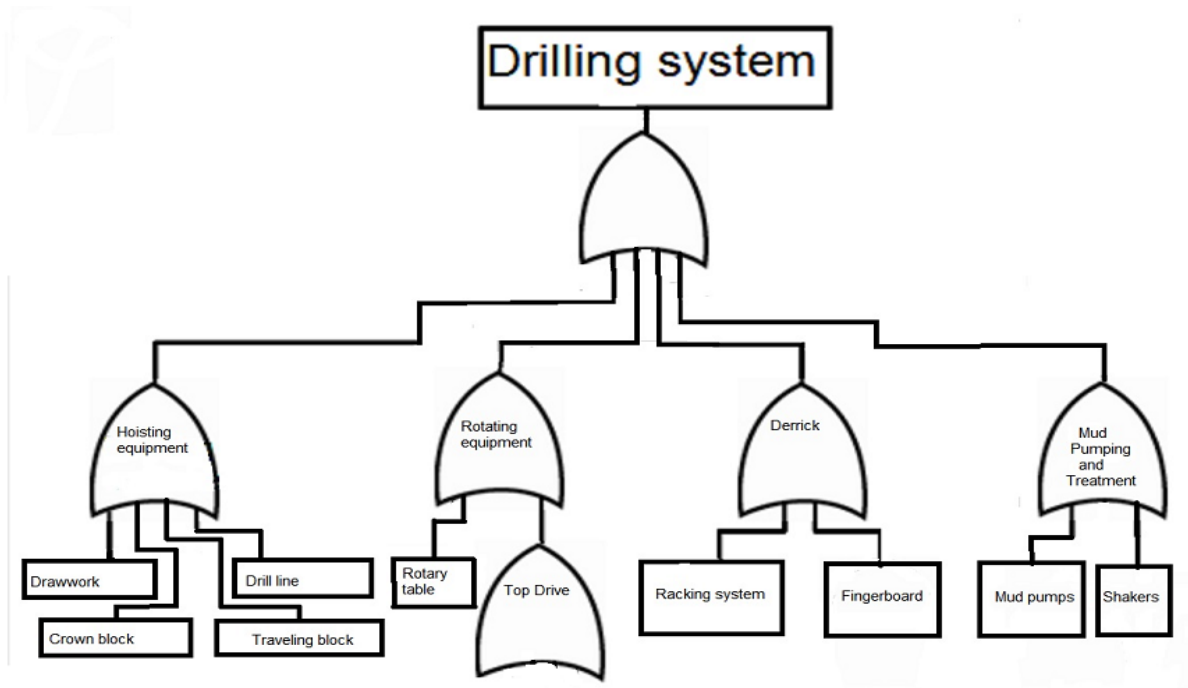 Drilling system
Hoisting
equipment
Rotating
equipment
Derrick
Mud
Pumping
and
Treatment
Drawwork
Drill line
Crown block
Traveling block
Rotary
table
Top Drive
Racking system
Fingerboard
Mud pumps
Shakers